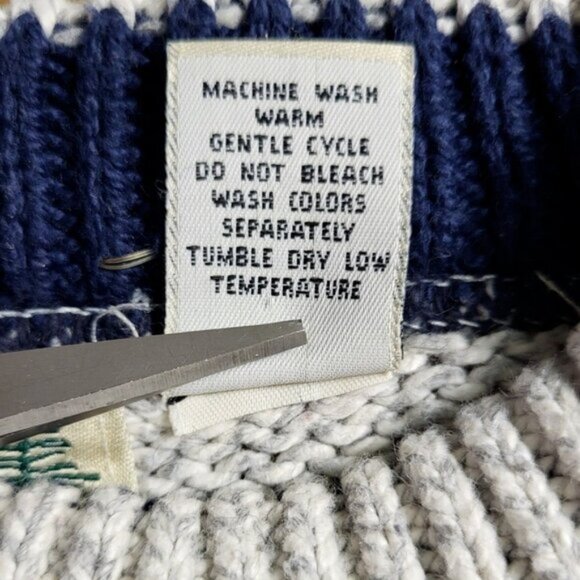 MACHINE WASH
WARM
GENTLE CYCLE
DO NOT BLEACH
WASH COLORS
SEPARATELY
TUMBLE DRY LOW
TEMPERATURE